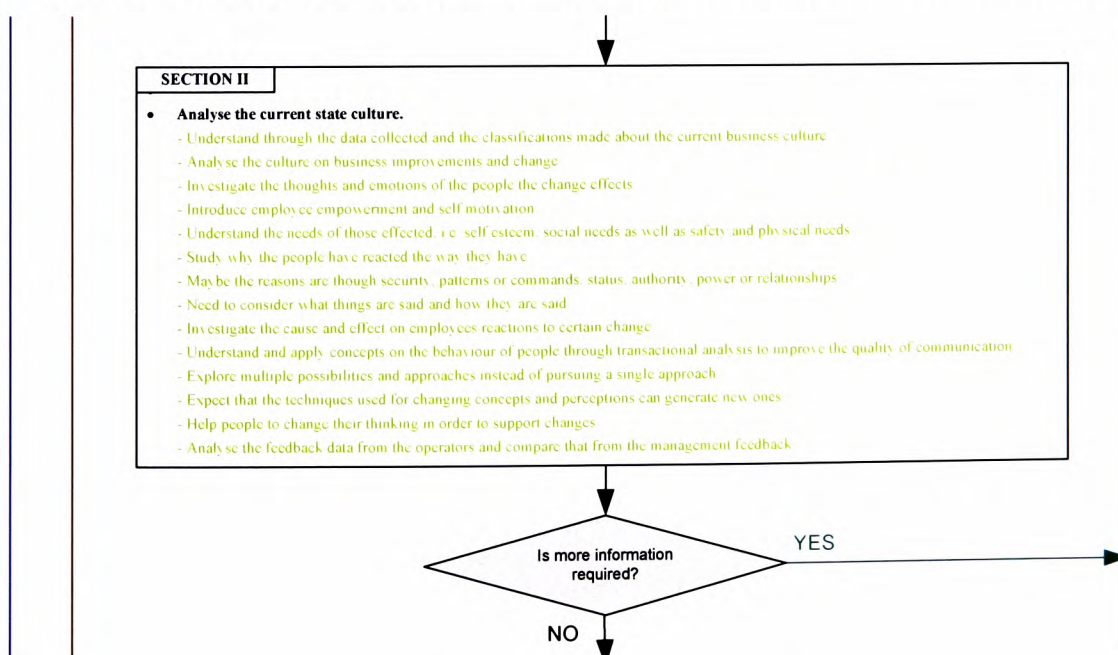 SECTION II
• Analyse the current state culture.
- Understand through the data collected and the classifications made about the current business culture
- Analyse the culture on business improvements and change
- Investigate the thoughts and emotions of the people the change effects
- Introduce employee empowerment and self motivation
- Understand the needs of those effected, i.e. self esteem, social needs as well as safety and physical needs
- Study why the people have reacted the way they have
- Maybe the reasons are though security, patterns or commands, status, authority, power or relationships
- Need to consider what things are said and how they are said
- Investigate the cause and effect on employees reactions to certain change
- Understand and apply concepts on the behaviour of people through transactional analysis to improve the quality of communication
- Explore multiple possibilities and approaches instead of pursuing a single approach
- Expect that the techniques used for changing concepts and perceptions can generate new ones
- Help people to change their thinking in order to support changes
- Analyse the feedback data from the operators and compare that from the management feedback
Is more information
required?
YES
NO